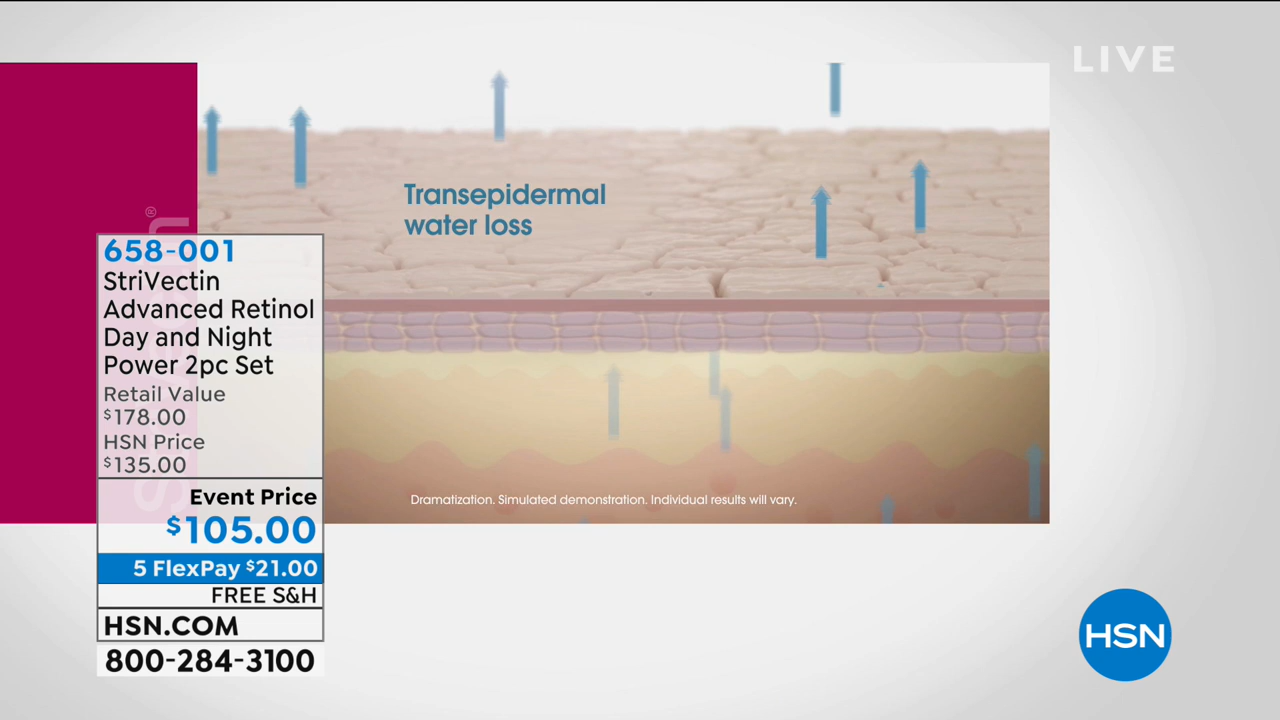 LIVE
Transepidermal
water loss
®
658-001
StriVectin
Advanced Retinol
Day and Night
Power 2pc Set
Retail Value
$178.00
HSN Price
$135.00
Event Price
$105.00
5 FlexPay $21.00
FREE S&H
HSN.COM
800-284-3100
Dramatization. Simulated demonstration. Individual results will vary.
HSN